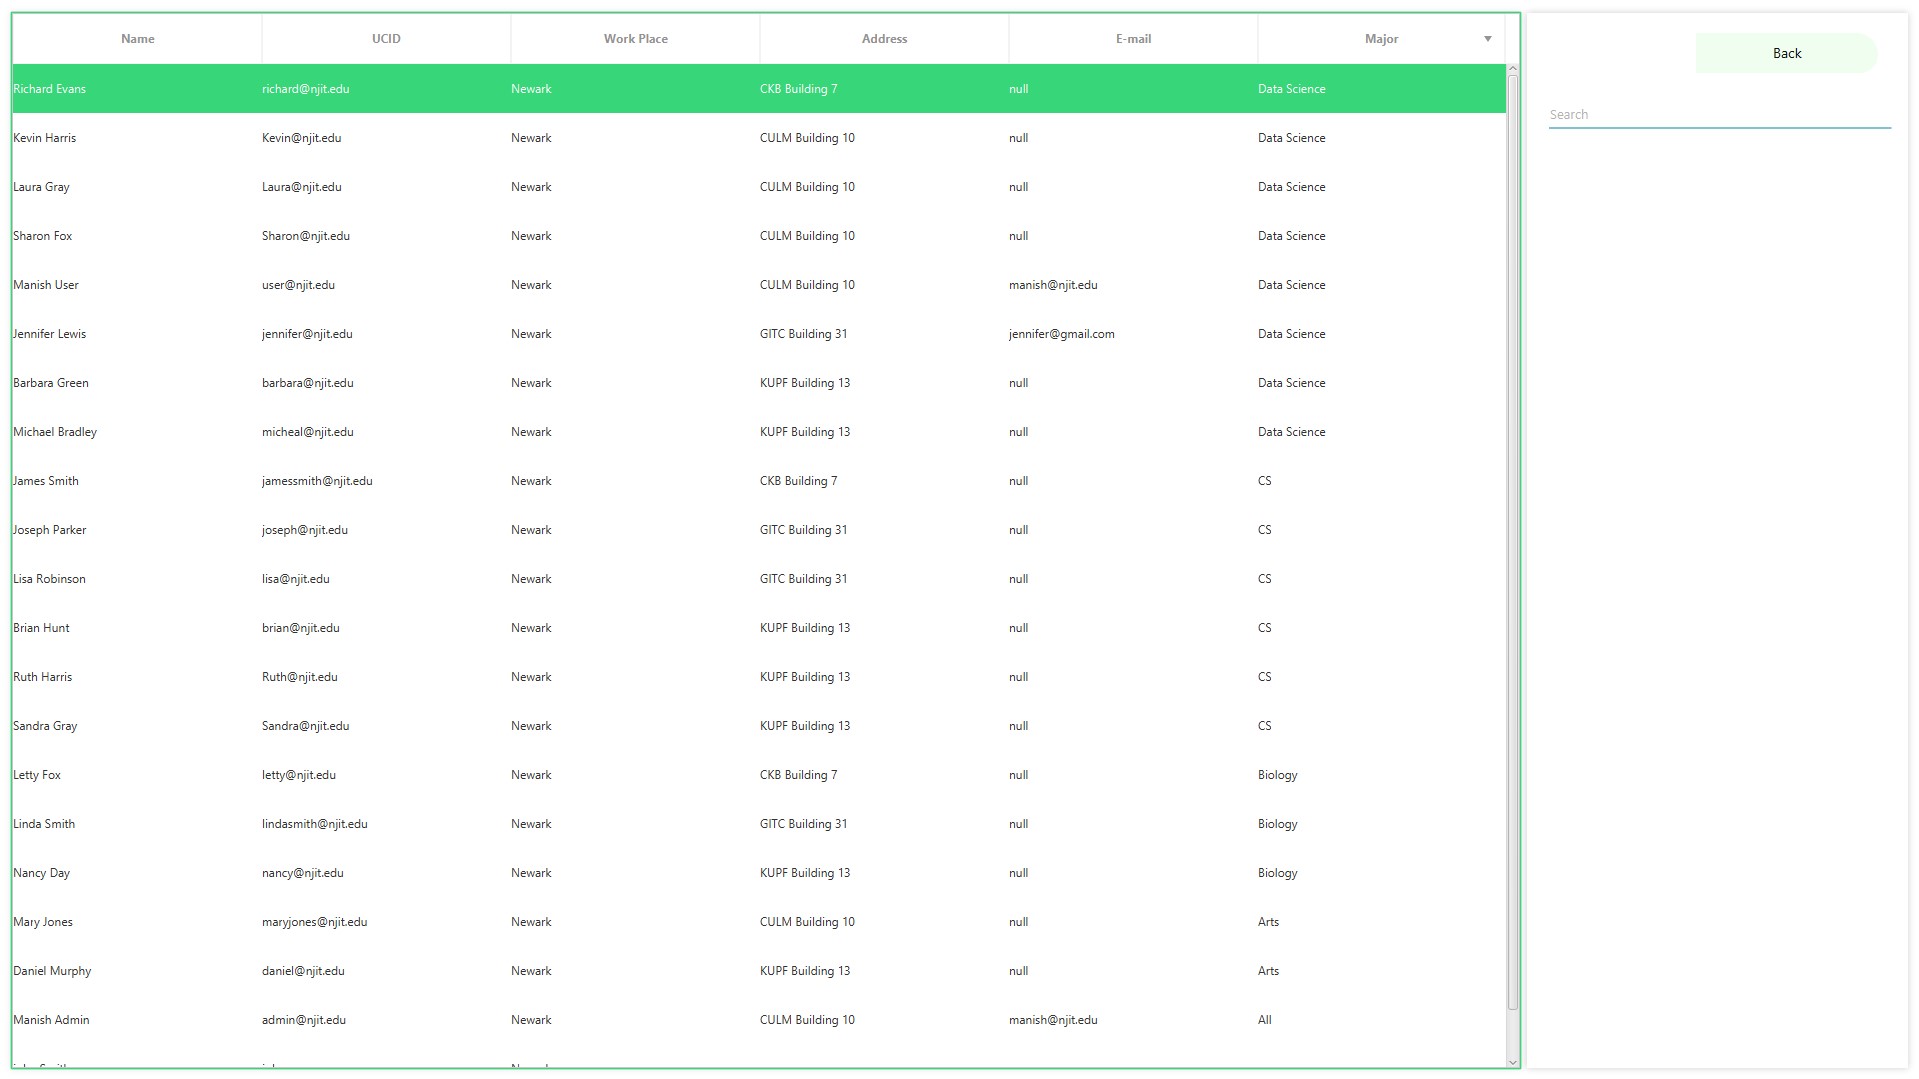 Name UCID Work Place Address E-mail Major Back
Richard Evans richard@njit.edu Newark CKB Building 7 null Data Science
Search
Kevin Harris Kevin@njit.edu Newark CULM Building 10 null Data Science
Laura Gray Laura@njit.edu Newark CULM Building 10 null Data Science
Sharon Fox Sharon@njit.edu Newark CULM Building 10 null Data Science
Manish User user@njit.edu Newark CULM Building 10 manish@njit.edu Data Science
Jennifer Lewis jennifer@njit.edu Newark GITC Building 31 jennifer@gmail.com Data Science
Barbara Green barbara@njit.edu Newark KUPF Building 13 null Data Science
Michael Bradley micheal@njit.edu Newark KUPF Building 13 null Data Science
James Smith jamessmith@njit.edu Newark CKB Building 7 null CS
Joseph Parker joseph@njit.edu Newark GITC Building 31 null CS
Lisa Robinson lisa@njit.edu Newark GITC Building 31 null CS
Brian Hunt brian@njit.edu Newark KUPF Building 13 null CS
Ruth Harris Ruth@njit.edu Newark KUPF Building 13 null CS
Sandra Gray Sandra@njit.edu Newark KUPF Building 13 null CS
Letty Fox letty@njit.edu Newark CKB Building 7 null Biology
Linda Smith lindasmith@njit.edu Newark GITC Building 31 null Biology
Nancy Day nancy@njit.edu Newark KUPF Building 13 null Biology
Mary Jones maryjones@njit.edu Newark CULM Building 10 null Arts
Daniel Murphy daniel@njit.edu Newark KUPF Building 13 null Arts
Manish Admin admin@njit.edu Newark CULM Building 10 manish@njit.edu All